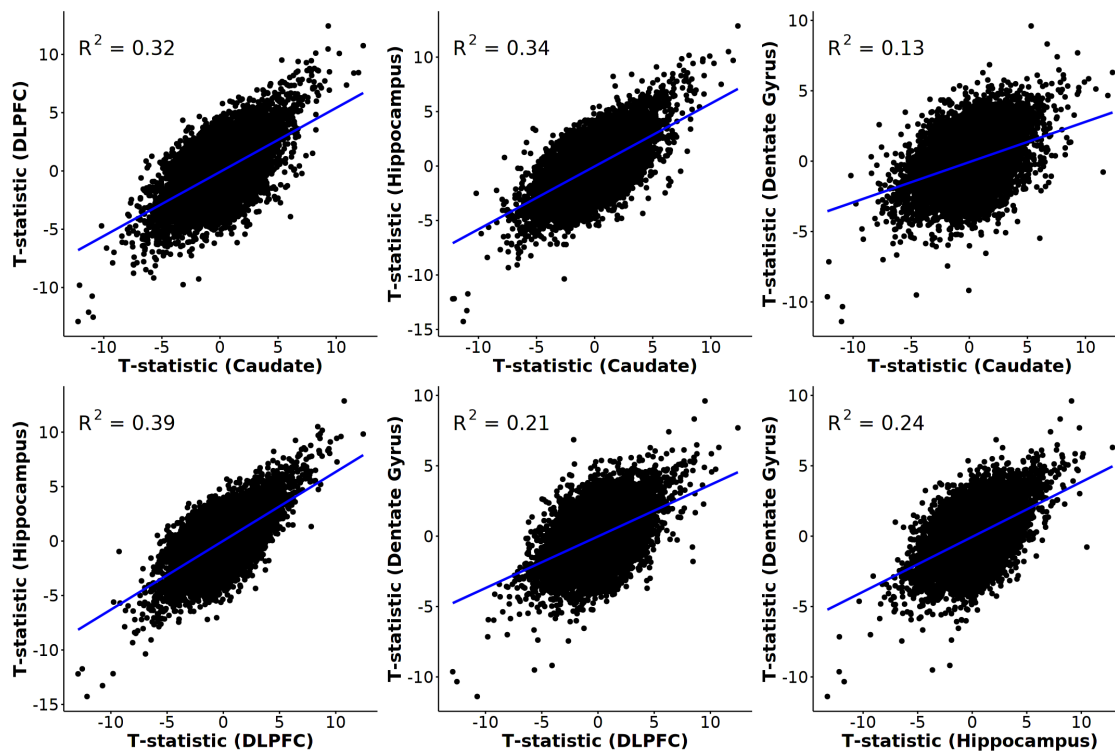 R² = 0.32
T-statistic (DLPFC)
10
5
0
-5
-10
-10 -5 0 5 10
T-statistic (Caudate)
R² = 0.34
T-statistic (Hippocampus)
10
5
0
-5
-10
-15
-10 -5 0 5 10
T-statistic (Caudate)
R² = 0.13
T-statistic (Dentate Gyrus)
10
5
0
-5
-10
-10 -5 0 5 10
T-statistic (Caudate)
R² = 0.39
T-statistic (Hippocampus)
10
5
0
-5
-10
-15
-10 -5 0 5 10
T-statistic (DLPFC)
R² = 0.21
T-statistic (Dentate Gyrus)
10
5
0
-5
-10
-10 -5 0 5 10
T-statistic (DLPFC)
R² = 0.24
T-statistic (Dentate Gyrus)
10
5
0
-5
-10
-10 -5 0 5 10
T-statistic (Hippocampus)